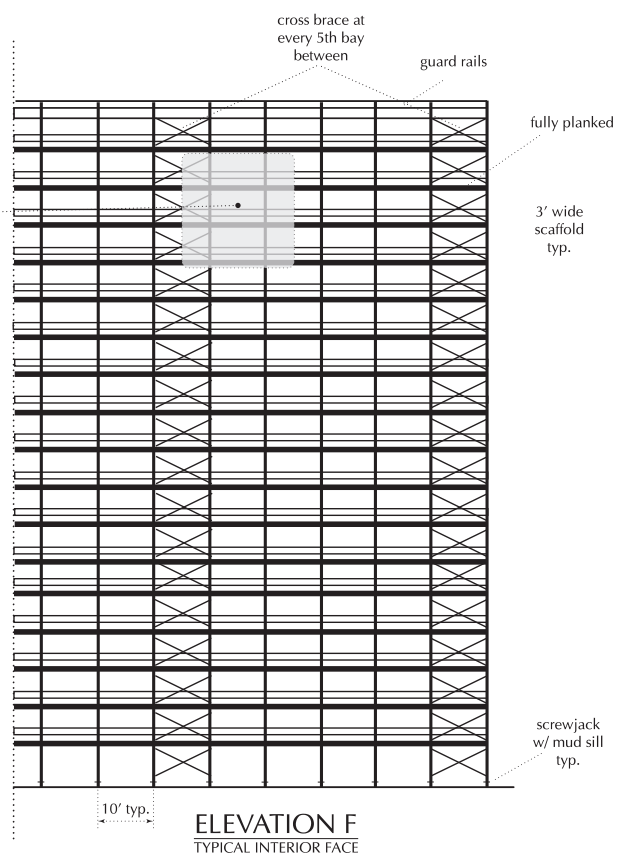 cross brace at
every 5th bay
between
guard rails
fully planked
3’ wide
scaffold
typ.
screwjack
w/ mud sill
typ.
10’ typ.
ELEVATION F
TYPICAL INTERIOR FACE